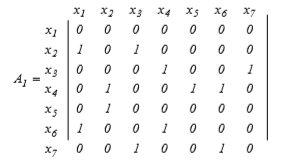 x1 x2 x3 x4 x5 x6 x7
x1 0 0 0 0 0 0 0
x2 1 0 1 0 0 0 0
A1 = x3 0 0 0 1 0 0 1
x4 0 1 0 0 1 1 0
x5 0 1 0 0 0 0 0
x6 1 0 0 1 0 0 0
x7 0 0 1 0 0 1 0